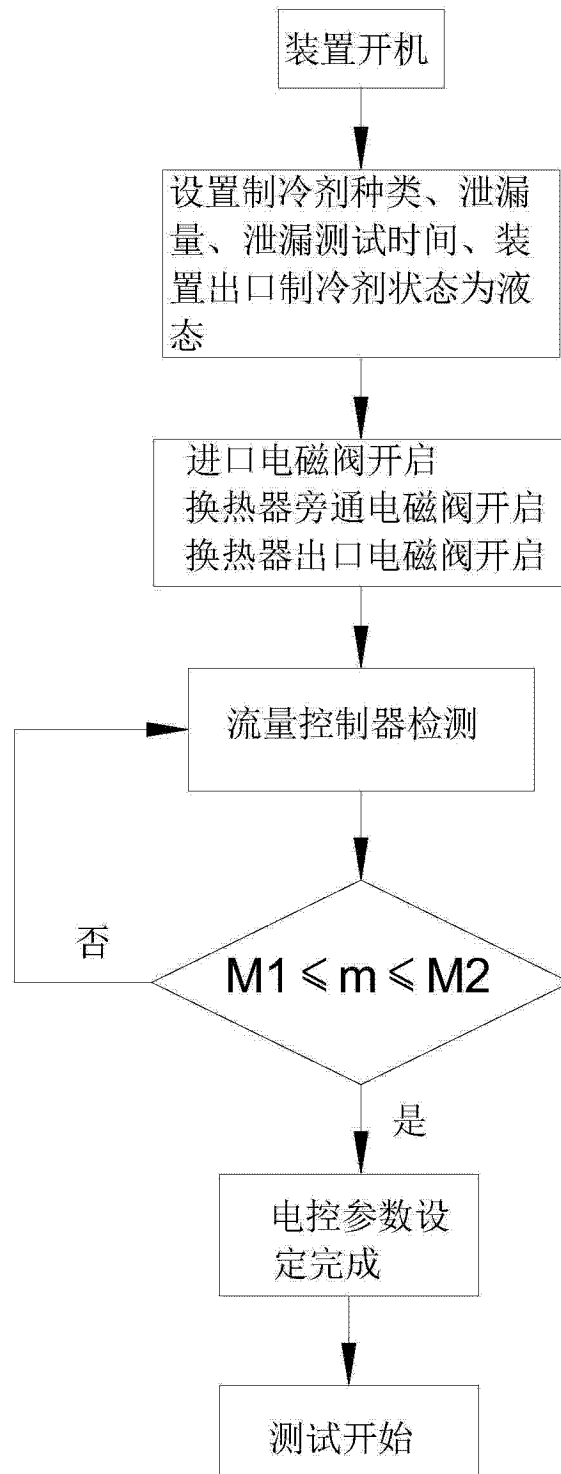 装置开机
设置制冷剂种类、泄漏
量、泄漏测试时间、装
置出口制冷剂状态为液
态
进口电磁阀开启
换热器旁通电磁阀开启
换热器出口电磁阀开启
流量控制器检测
否
M1≤m≤M2
是
电控参数设
定完成
测试开始